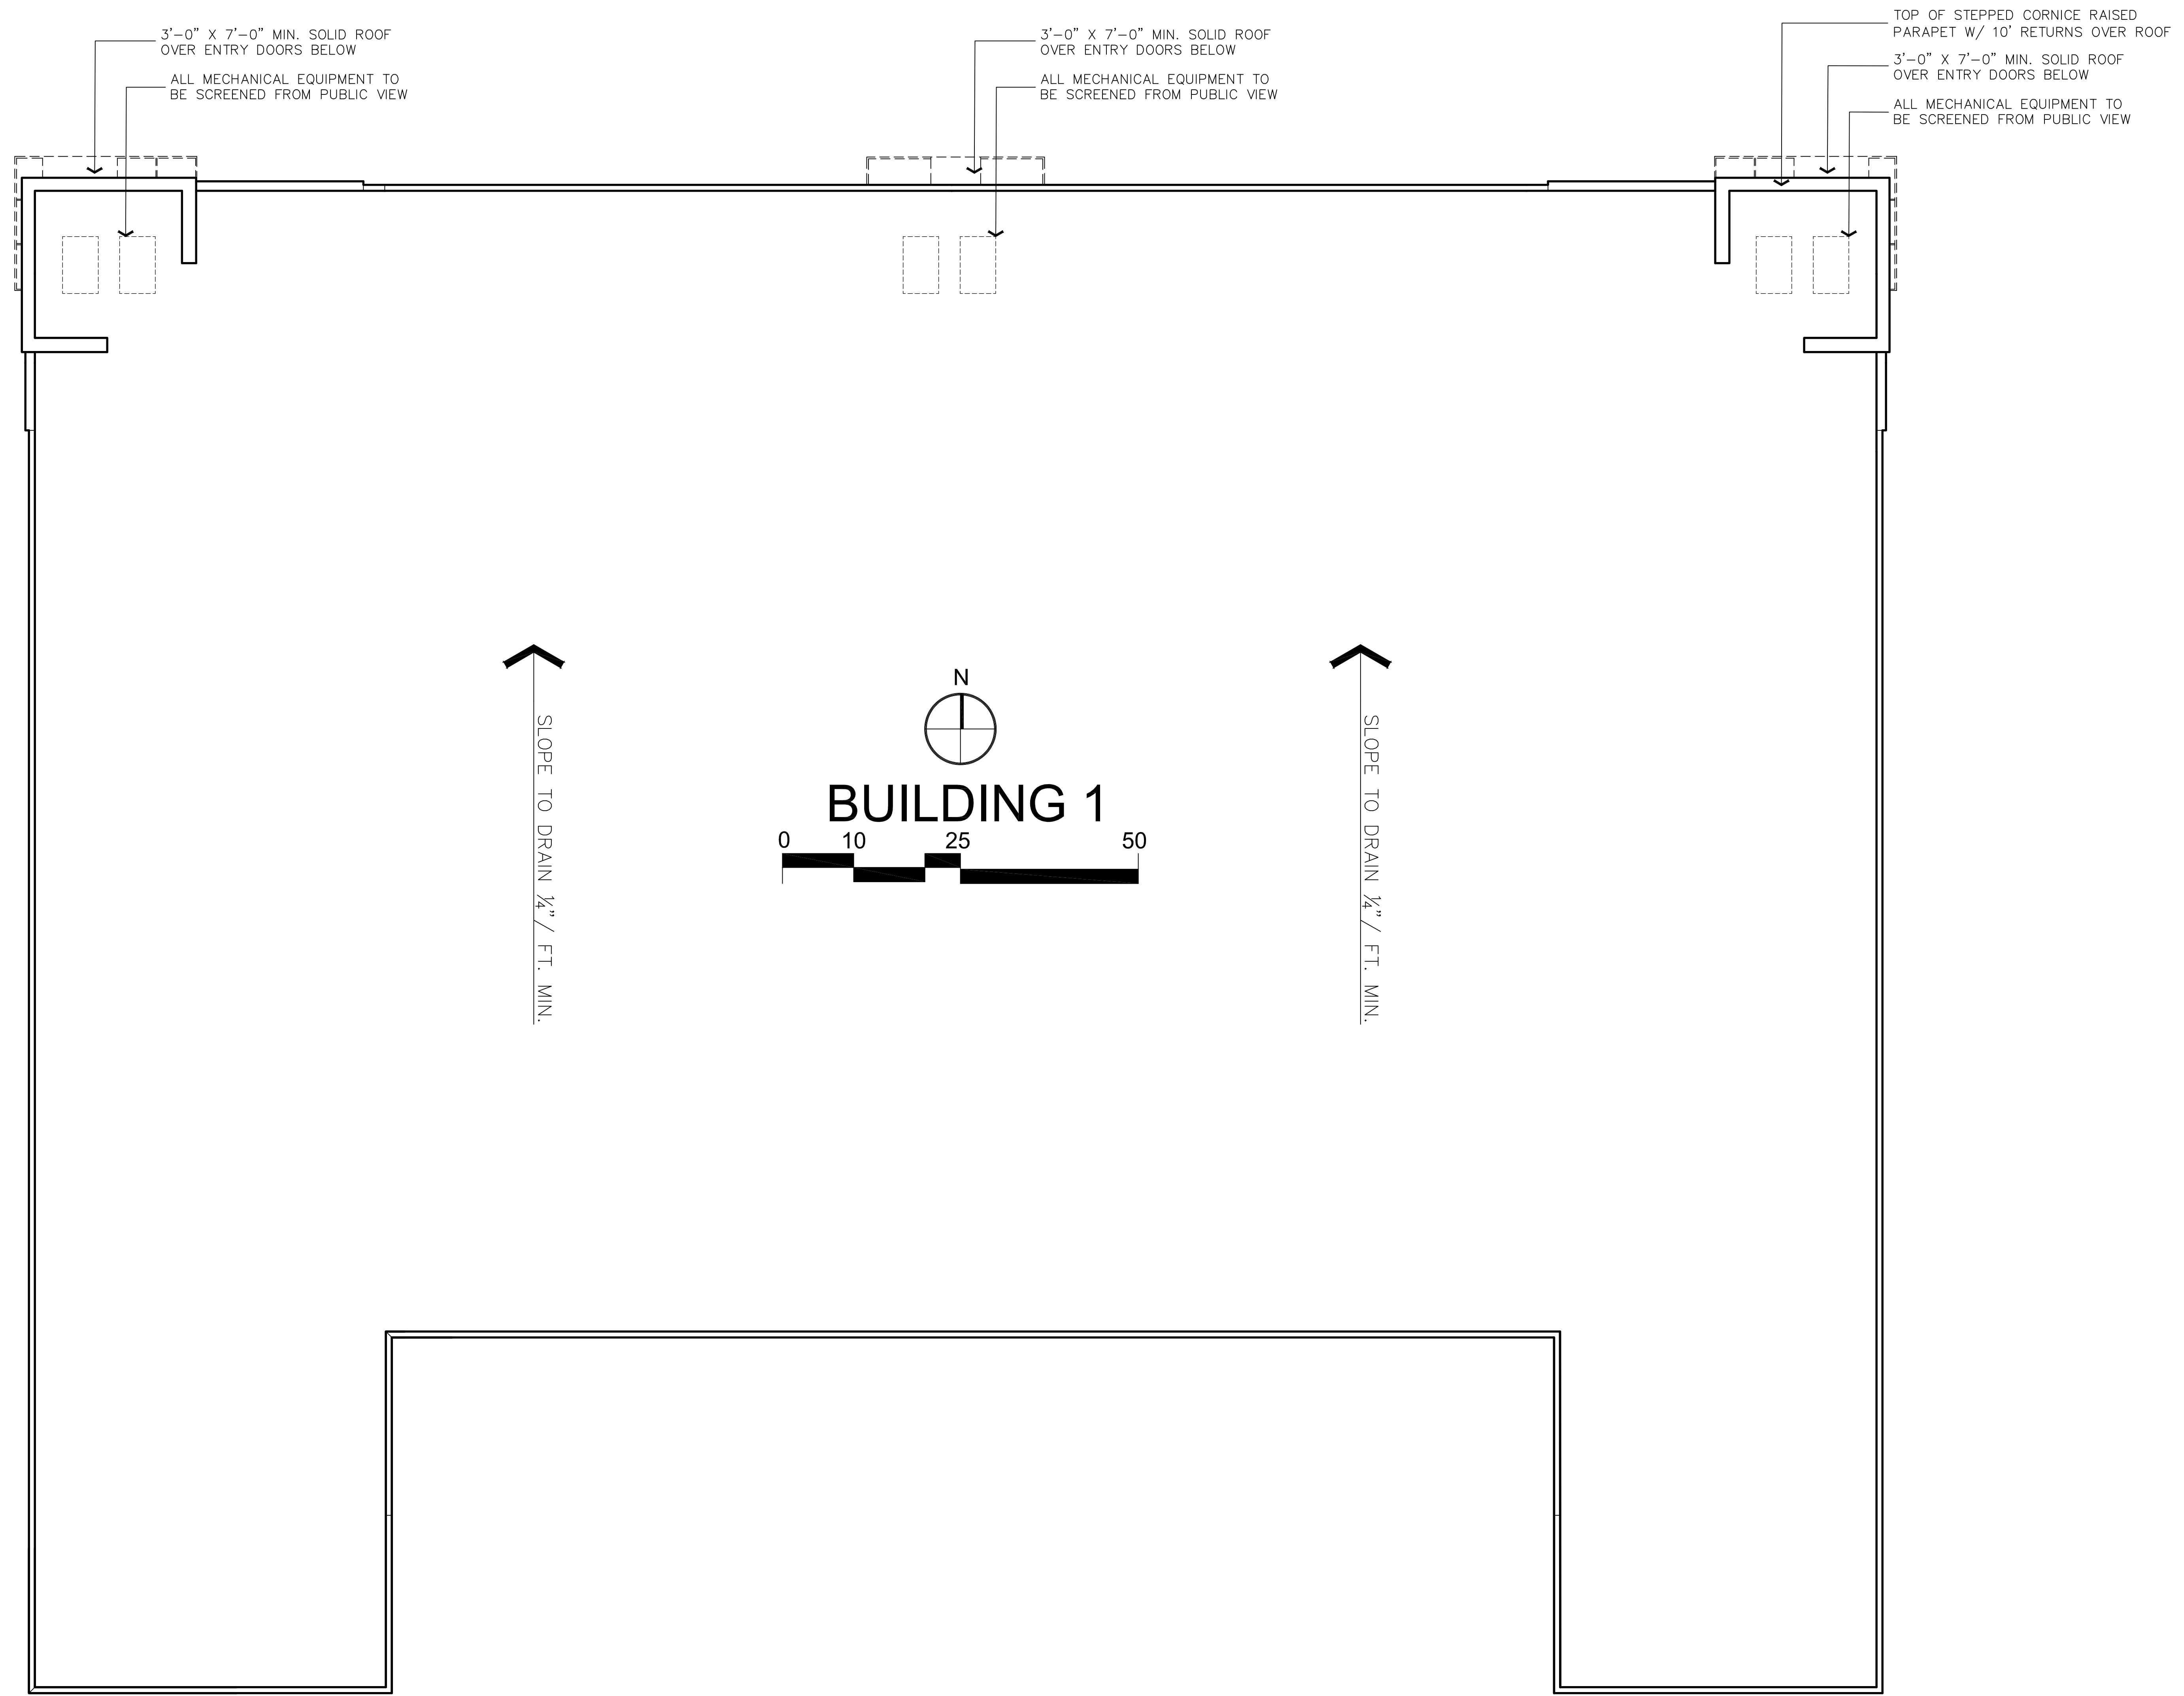 3'-0" X 7'-0" MIN. SOLID ROOF
OVER ENTRY DOORS BELOW
ALL MECHANICAL EQUIPMENT TO
BE SCREENED FROM PUBLIC VIEW
3'-0" X 7'-0" MIN. SOLID ROOF
OVER ENTRY DOORS BELOW
ALL MECHANICAL EQUIPMENT TO
BE SCREENED FROM PUBLIC VIEW
TOP OF STEPPED CORNICE RAISED
PARAPET W/ 10' RETURNS OVER ROOF
3'-0" X 7'-0" MIN. SOLID ROOF
OVER ENTRY DOORS BELOW
ALL MECHANICAL EQUIPMENT TO
BE SCREENED FROM PUBLIC VIEW
SLOPE TO DRAIN ¼"/ FT. MIN.
N
BUILDING 1
0 10 25 50
SLOPE TO DRAIN ¼"/ FT. MIN.